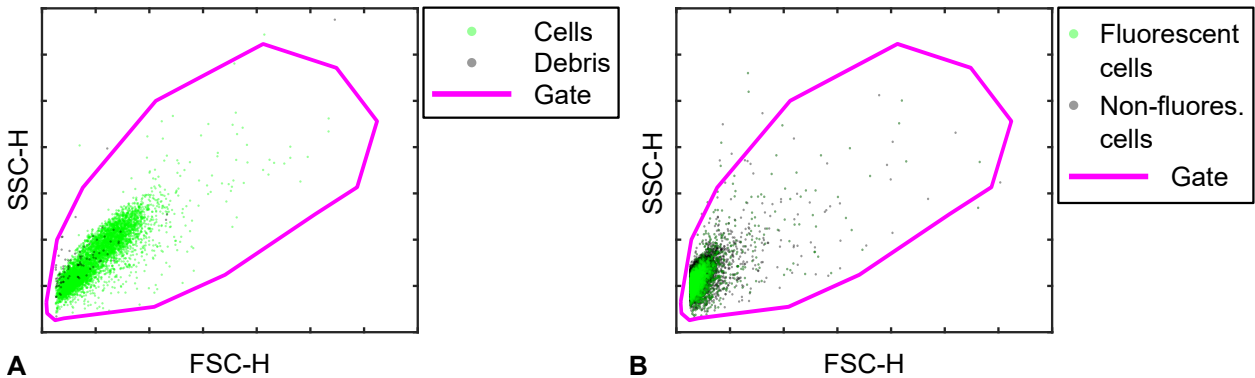 Cells
Debris
Gate
SSC-H
FSC-H
A
Fluorescent
cells
Non-fluores.
cells
Gate
SSC-H
FSC-H
B